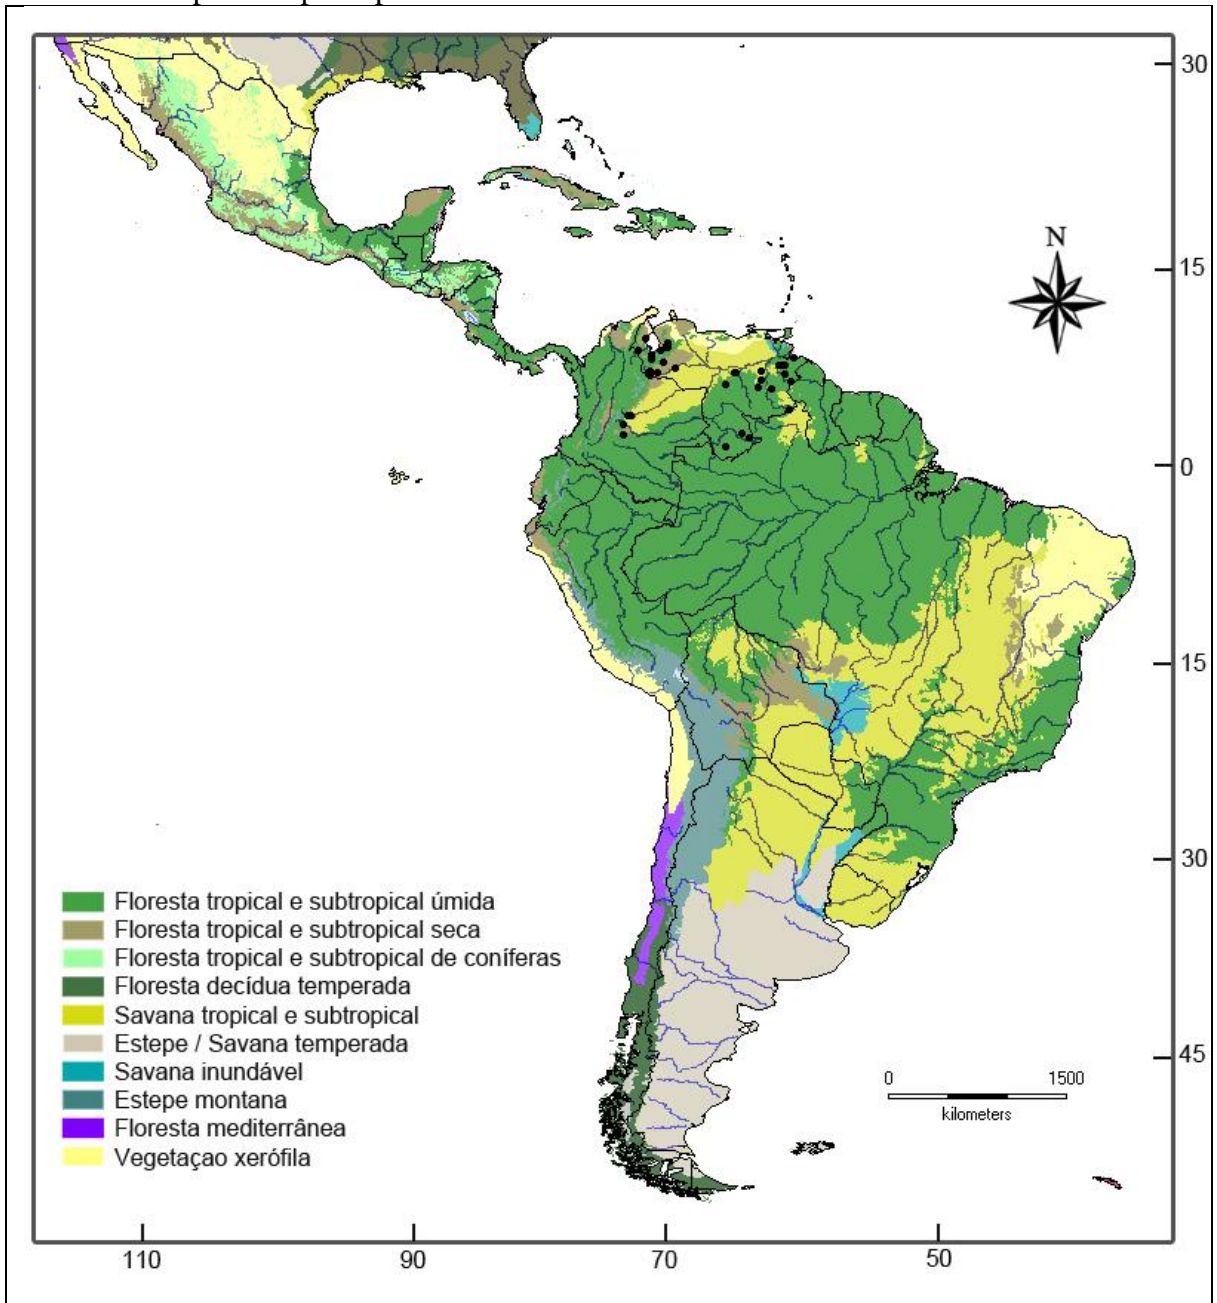 30
N
15
0
15
30
45
Floresta tropical e subtropical úmida
Floresta tropical e subtropical seca
Floresta tropical e subtropical de coníferas
Floresta decídua temperada
Savana tropical e subtropical
Estepe / Savana temperada
Savana inundável
Estepe montana
Floresta mediterrânea
Vegetaçao xerófila
0 1500
kilometers
110 90 70 50